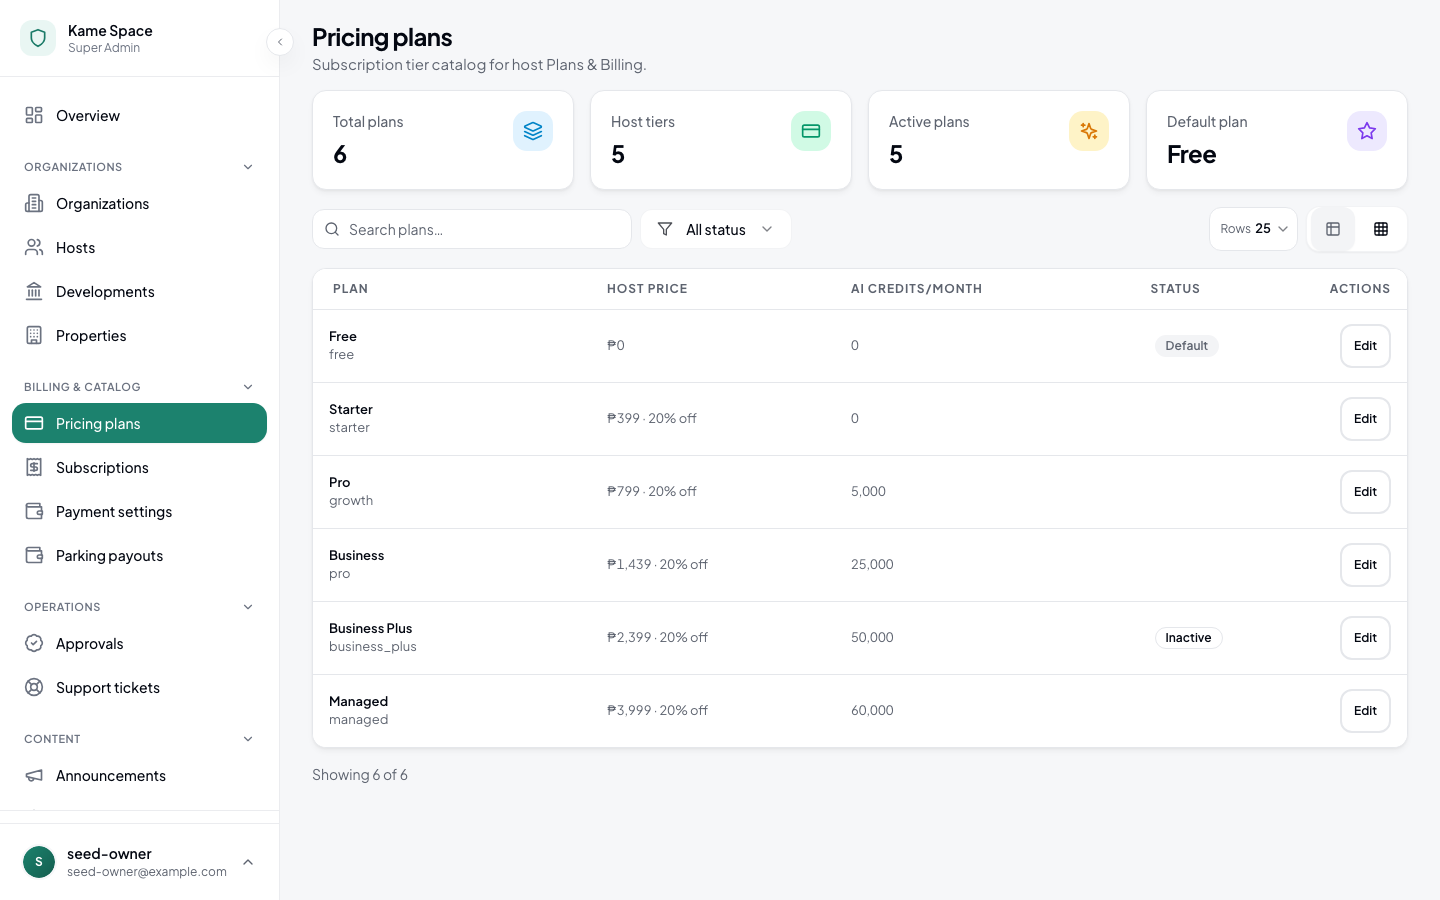 Kame Space
Super Admin
Overview
ORGANIZATIONS
Organizations
Hosts
Developments
Properties
BILLING & CATALOG
Pricing plans
Subscriptions
Payment settings
Parking payouts
OPERATIONS
Approvals
Support tickets
CONTENT
Announcements
S
seed-owner
seed-owner@example.com
Pricing plans
Subscription tier catalog for host Plans & Billing.
Total plans
6
Host tiers
5
Active plans
5
Default plan
Free
Search plans...
All status
Rows 25
PLAN HOST PRICE AI CREDITS/MONTH STATUS ACTIONS
Free
free
₱0 0 Default Edit
Starter
starter
₱399 · 20% off 0 Edit
Pro
growth
₱799 · 20% off 5,000 Edit
Business
pro
₱1,439 · 20% off 25,000 Edit
Business Plus
business_plus
₱2,399 · 20% off 50,000 Inactive Edit
Managed
managed
₱3,999 · 20% off 60,000 Edit
Showing 6 of 6